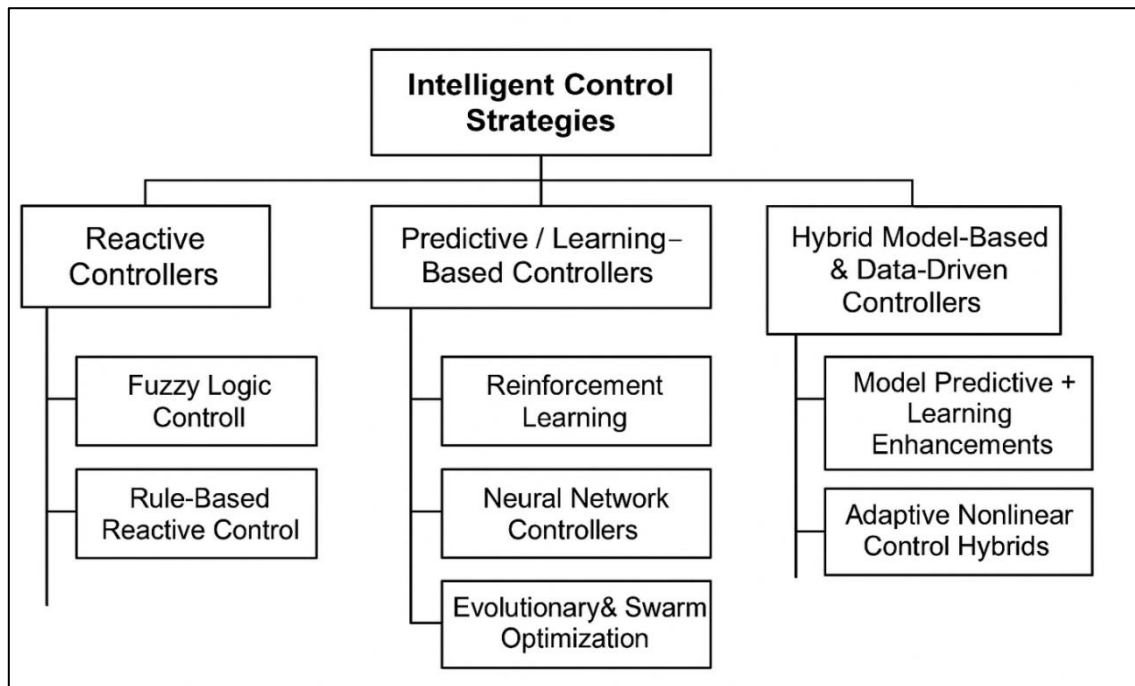 Intelligent Control
Strategies
Reactive
Controllers
Fuzzy Logic
Controll
Rule-Based
Reactive Control
Predictive / Learning–
Based Controllers
Reinforcement
Learning
Neural Network
Controllers
Evolutionary& Swarm
Optimization
Hybrid Model-Based
& Data-Driven
Controllers
Model Predictive +
Learning
Enhancements
Adaptive Nonlinear
Control Hybrids